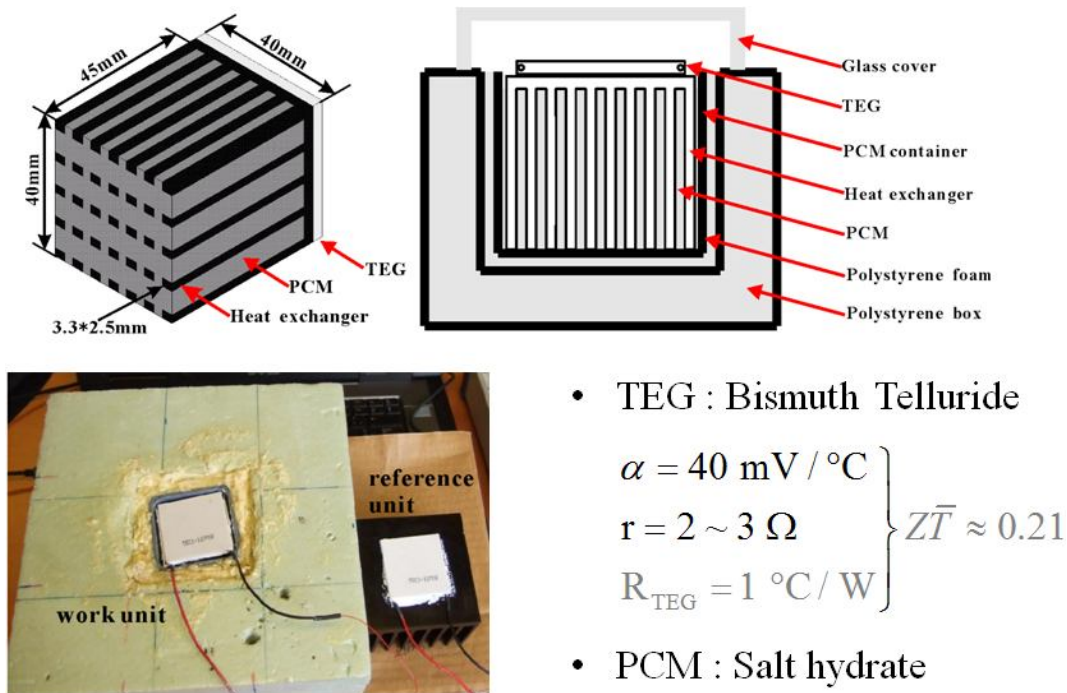 45mm
40mm
40mm
TEG
PCM
Heat exchanger
3.3*2.5mm
Glass cover
TEG
PCM container
Heat exchanger
PCM
Polystyrene foam
Polystyrene box
reference
unit
work unit
• TEG : Bismuth Telluride
α = 40 mV / °C
r = 2 ~ 3 Ω
R_TEG = 1 °C / W
ZT̅ ≈ 0.21
• PCM : Salt hydrate